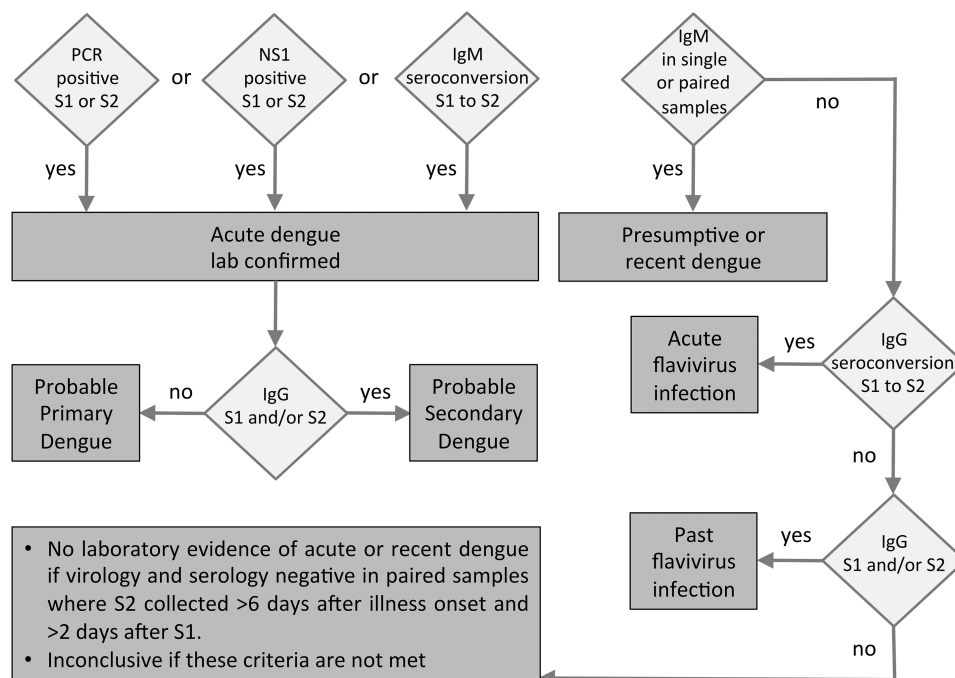 PCR
positive
S1 or S2
or
NS1
positive
S1 or S2
or
IgM
seroconversion
S1 to S2
IgM
in single
or paired
samples
no
yes
yes
yes
yes
Acute dengue
lab confirmed
Presumptive or
recent dengue
Probable
Primary
Dengue
no
IgG
S1 and/or S2
yes
Probable
Secondary
Dengue
Acute
flavivirus
infection
yes
IgG
seroconversion
S1 to S2
no
Past
flavivirus
infection
yes
IgG
S1 and/or S2
no
• No laboratory evidence of acute or recent dengue
if virology and serology negative in paired samples
where S2 collected >6 days after illness onset and
>2 days after S1.
• Inconclusive if these criteria are not met